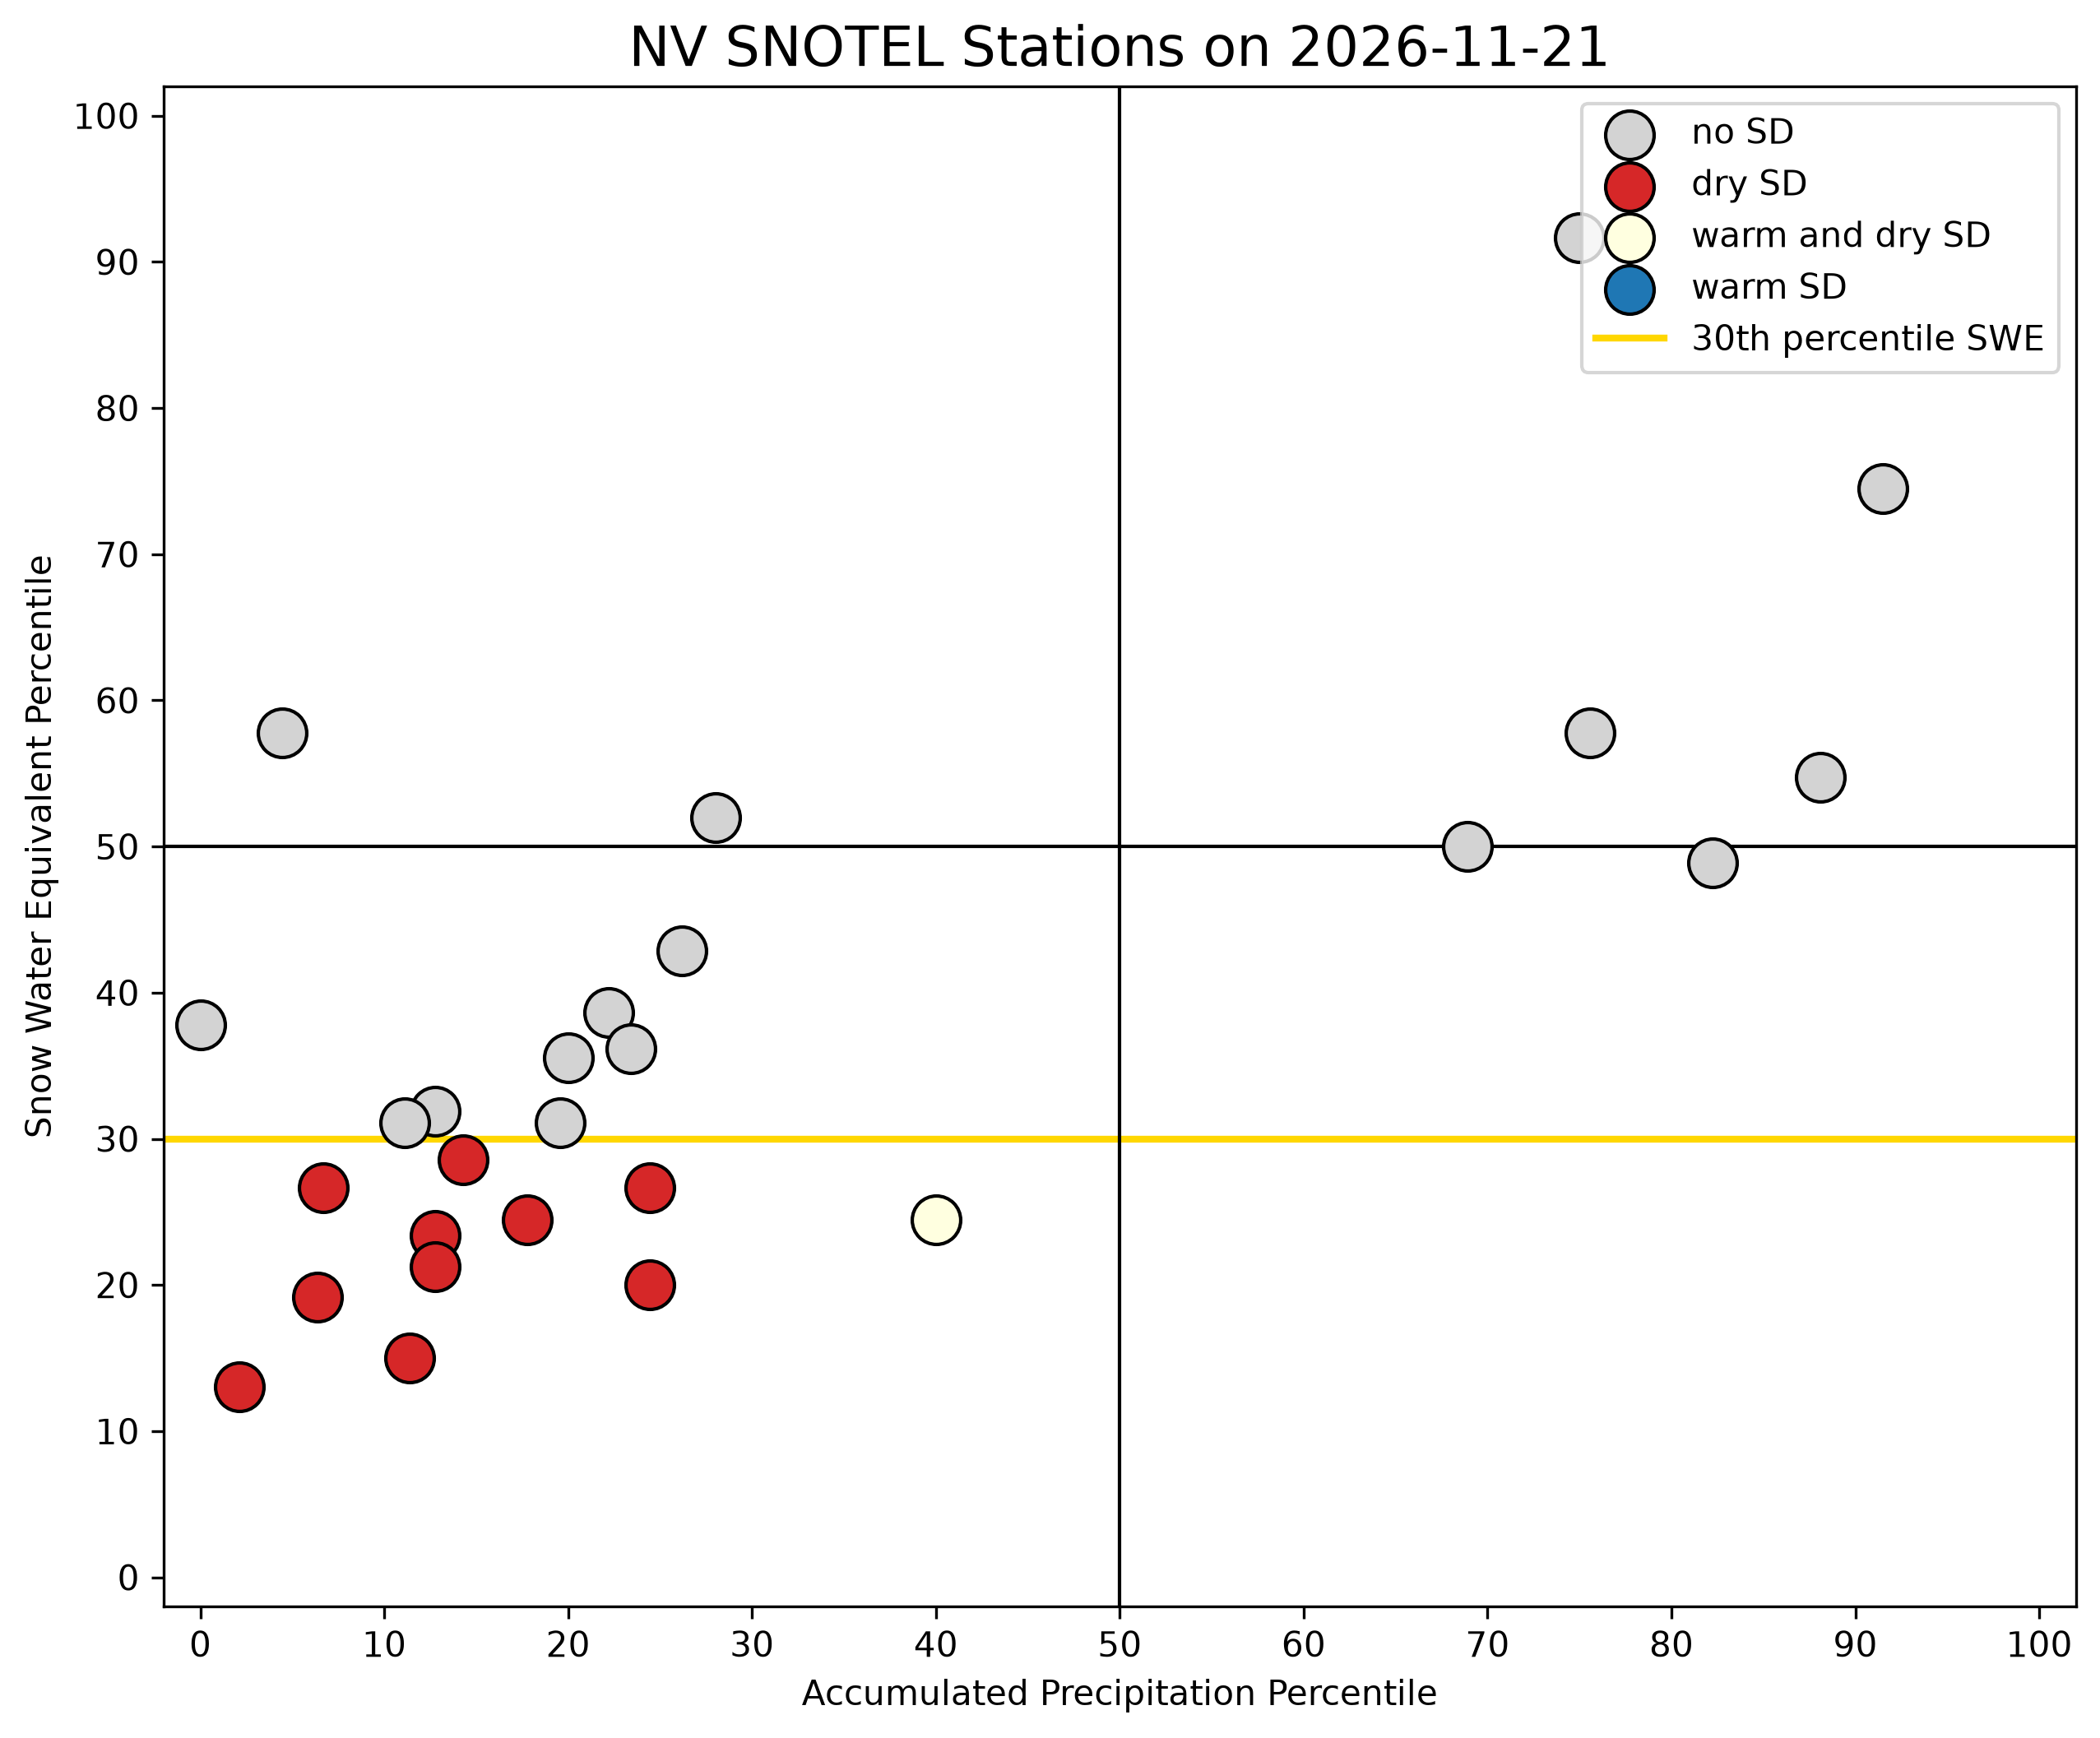 NV SNOTEL Stations on 2026-11-21
no SD
dry SD
warm and dry SD
warm SD
30th percentile SWE
Snow Water Equivalent Percentile
100
90
80
70
60
50
40
30
20
10
0
0 10 20 30 40 50 60 70 80 90 100
Accumulated Precipitation Percentile